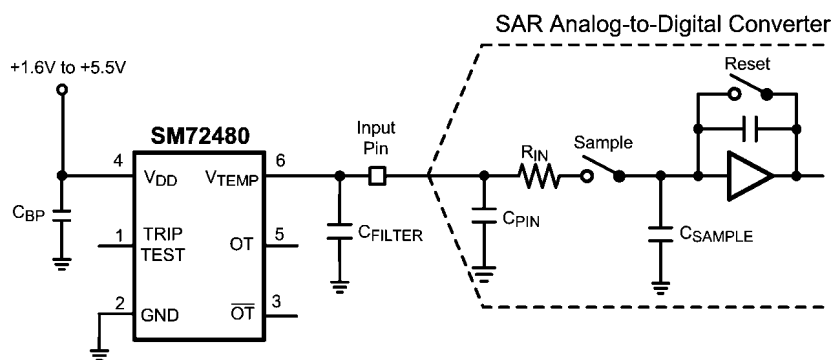 SAR Analog-to-Digital Converter
+1.6V to +5.5V
Reset
SM72480
Input
Pin
Sample
RIN
4
VDD
VTEMP
6
CBP
CFILTER
CPIN
CSAMPLE
1
TRIP
TEST
OT
5
2
GND
OT
3